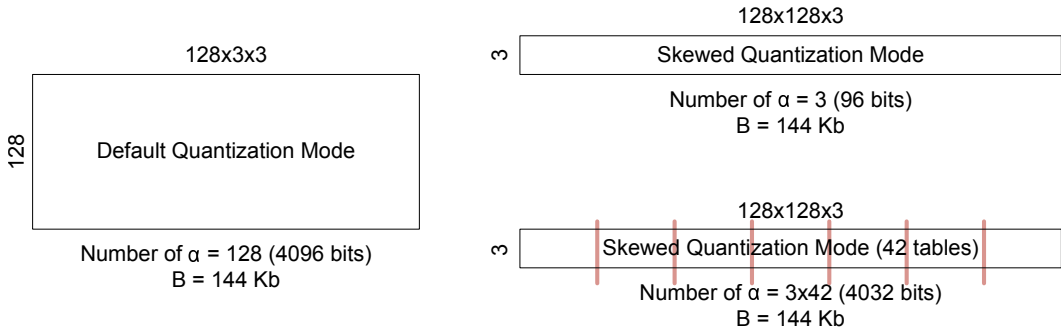 128x3x3
128
Default Quantization Mode
Number of α = 128 (4096 bits)
B = 144 Kb
128x128x3
3
Skewed Quantization Mode
Number of α = 3 (96 bits)
B = 144 Kb
128x128x3
3
Skewed Quantization Mode (42 tables)
Number of α = 3x42 (4032 bits)
B = 144 Kb